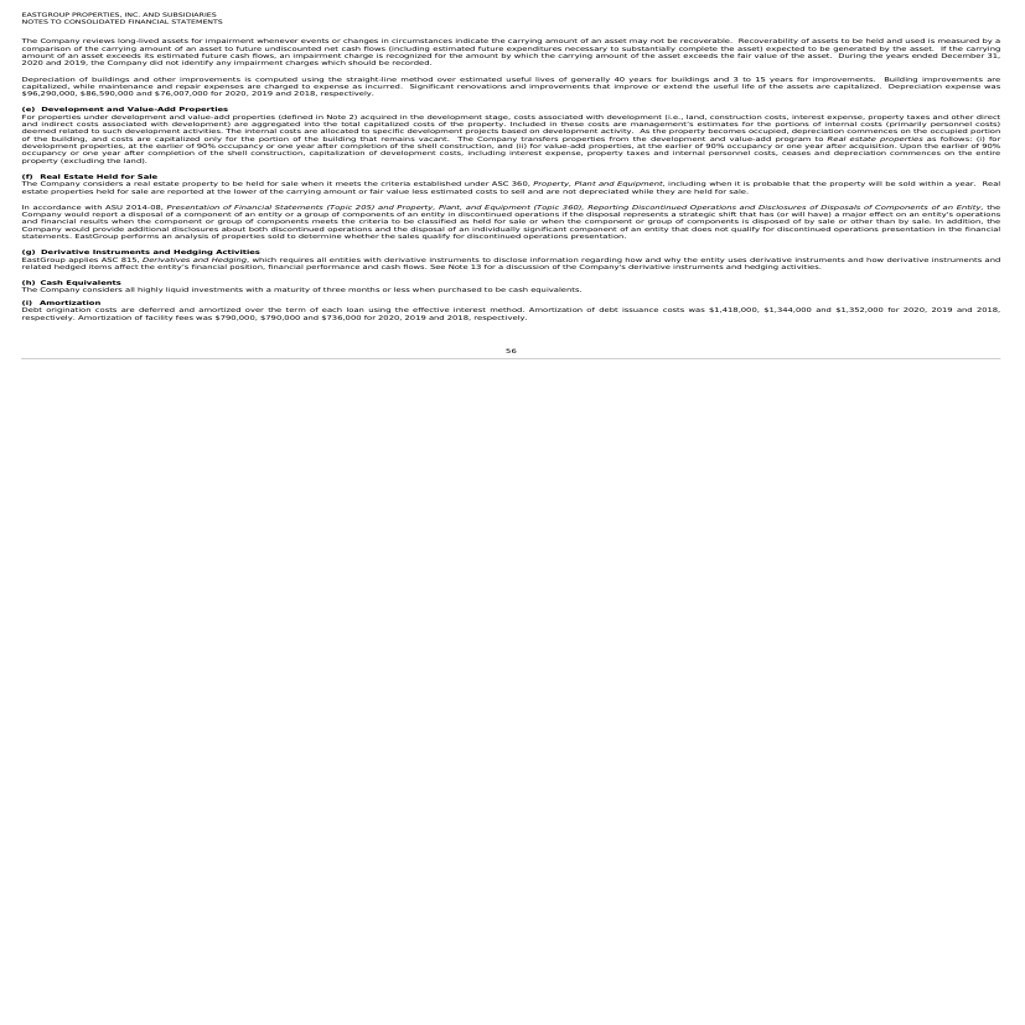 EASTGROUP PROPERTIES, INC. AND SUBSIDIARIES
NOTES TO CONSOLIDATED FINANCIAL STATEMENTS
The Company reviews long-lived assets for impairment whenever events or changes in circumstances indicate the carrying amount of an asset may not be recoverable. Recoverability of assets to be held and used is measured by a
comparison of the carrying amount of an asset to future undiscounted net cash flows (including estimated future expenditures necessary to substantially complete the asset) expected to be generated by the asset. If the carrying
amount of an asset exceeds its estimated future cash flows, an impairment charge is recognized for the amount by which the carrying amount of the asset exceeds the fair value of the asset. During the years ended December 31,
2020 and 2019, the Company did not identify any impairment charges which should be recorded.
Depreciation of buildings and other improvements is computed using the straight-line method over estimated useful lives of generally 40 years for buildings and 3 to 15 years for improvements. Building improvements are
capitalized, while maintenance and repair expenses are charged to expense as incurred. Significant renovations and improvements that improve or extend the useful life of the assets are capitalized. Depreciation expense was
$96,290,000, $86,590,000 and $76,007,000 for 2020, 2019 and 2018, respectively.
(e) Development and Value-Add Properties
For properties under development and value-add properties (defined in Note 2) acquired in the development stage, costs associated with development (i.e., land, construction costs, interest expense, property taxes and other direct
and indirect costs associated with development) are aggregated into the total capitalized costs of the property. Included in these costs are management's estimates for the portions of internal costs (primarily personnel costs)
deemed related to such development activities. The internal costs are allocated to specific development projects based on development activity. As the property becomes occupied, depreciation commences on the occupied portion
of the building, and costs are capitalized only for the portion of the building that remains vacant. The Company transfers properties from the development and value-add program to Real estate properties as follows: (i) for
development properties, at the earlier of 90% occupancy or one year after completion of the shell construction, and (ii) for value-add properties, at the earlier of 90% occupancy or one year after acquisition. Upon the earlier of 90%
occupancy or one year after completion of the shell construction, capitalization of development costs, including interest expense, property taxes and internal personnel costs, ceases and depreciation commences on the entire
property (excluding the land).
(f) Real Estate Held for Sale
The Company considers a real estate property to be held for sale when it meets the criteria established under ASC 360, Property, Plant and Equipment, including when it is probable that the property will be sold within a year. Real
estate properties held for sale are reported at the lower of the carrying amount or fair value less estimated costs to sell and are not depreciated while they are held for sale.
In accordance with ASU 2014-08, Presentation of Financial Statements (Topic 205) and Property, Plant, and Equipment (Topic 360), Reporting Discontinued Operations and Disclosures of Disposals of Components of an Entity, the
Company would report a disposal of a component of an entity or a group of components of an entity in discontinued operations if the disposal represents a strategic shift that has (or will have) a major effect on an entity's operations
and financial results when the component or group of components meets the criteria to be classified as held for sale or when the component or group of components is disposed of by sale or other than by sale. In addition, the
Company would provide additional disclosures about both discontinued operations and the disposal of an individually significant component of an entity that does not qualify for discontinued operations presentation in the financial
statements. EastGroup performs an analysis of properties sold to determine whether the sales qualify for discontinued operations presentation.
(g) Derivative Instruments and Hedging Activities
EastGroup applies ASC 815, Derivatives and Hedging, which requires all entities with derivative instruments to disclose information regarding how and why the entity uses derivative instruments and how derivative instruments and
related hedged items affect the entity's financial position, financial performance and cash flows. See Note 13 for a discussion of the Company's derivative instruments and hedging activities.
(h) Cash Equivalents
The Company considers all highly liquid investments with a maturity of three months or less when purchased to be cash equivalents.
(i) Amortization
Debt origination costs are deferred and amortized over the term of each loan using the effective interest method. Amortization of debt issuance costs was $1,418,000, $1,344,000 and $1,352,000 for 2020, 2019 and 2018,
respectively. Amortization of facility fees was $790,000, $790,000 and $736,000 for 2020, 2019 and 2018, respectively.
56